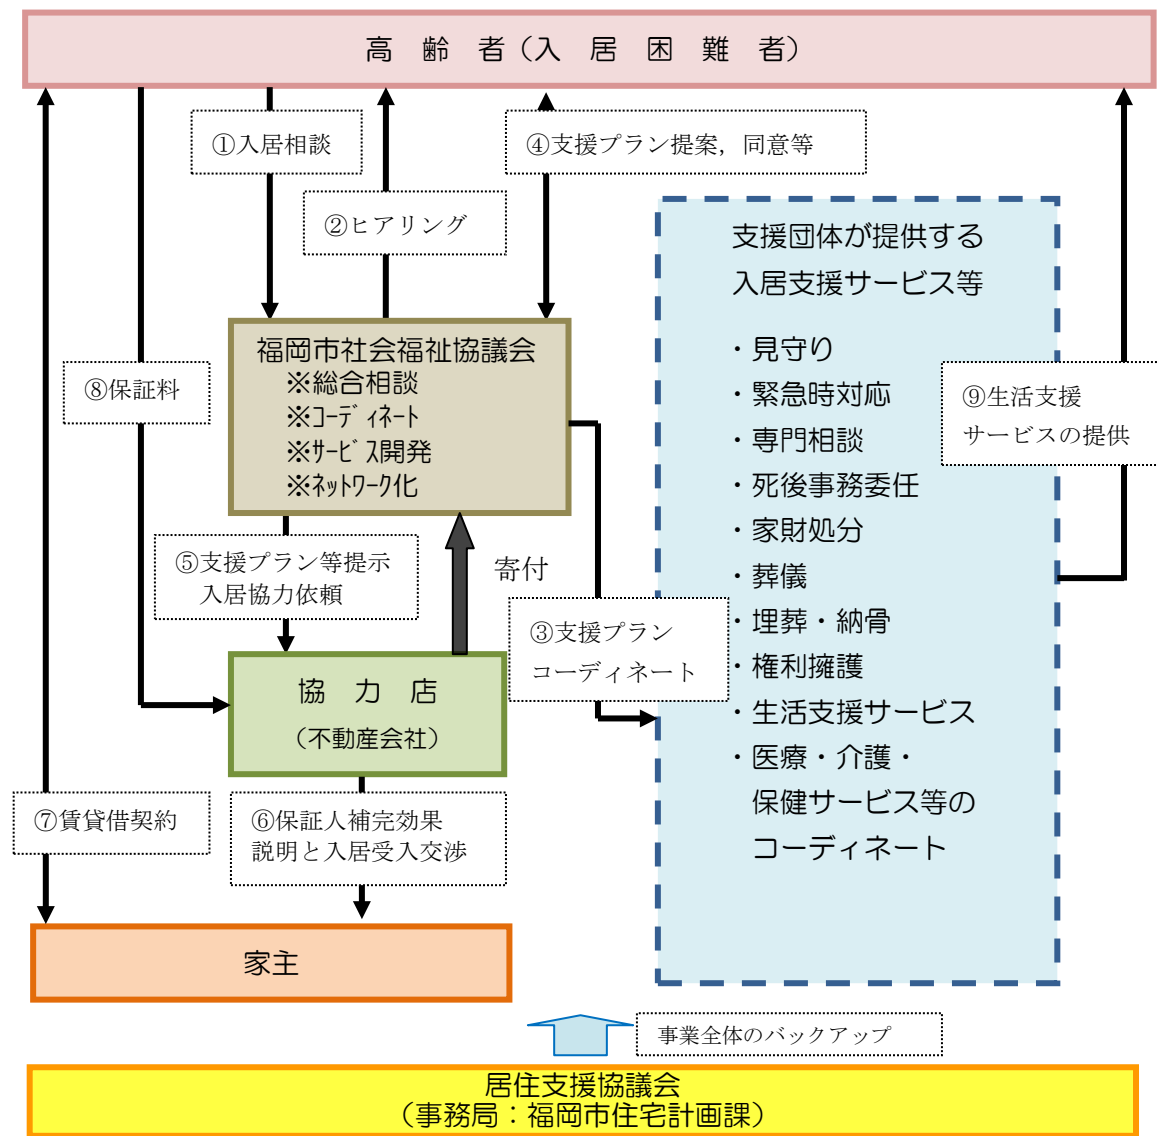 高　齢　者（入　居　困　難　者）
①入居相談
④支援プラン提案，同意等
②ヒアリング
支援団体が提供する
入居支援サービス等
・見守り
・緊急時対応
・専門相談
・死後事務委任
・家財処分
・葬儀
・埋葬・納骨
・権利擁護
・生活支援サービス
・医療・介護・
保健サービス等の
コーディネート
⑨生活支援
サービスの提供
福岡市社会福祉協議会
※総合相談
※ｺｰﾃﾞｨﾈｰﾄ
※ｻｰﾋﾞｽ開発
※ﾈｯﾄﾜｰｸ化
⑧保証料
⑤支援プラン等提示
入居協力依頼
寄付
③支援プラン
コーディネート
協　力　店
（不動産会社）
⑦賃貸借契約
⑥保証人補完効果
説明と入居受入交渉
家主
事業全体のバックアップ
居住支援協議会
（事務局：福岡市住宅計画課）